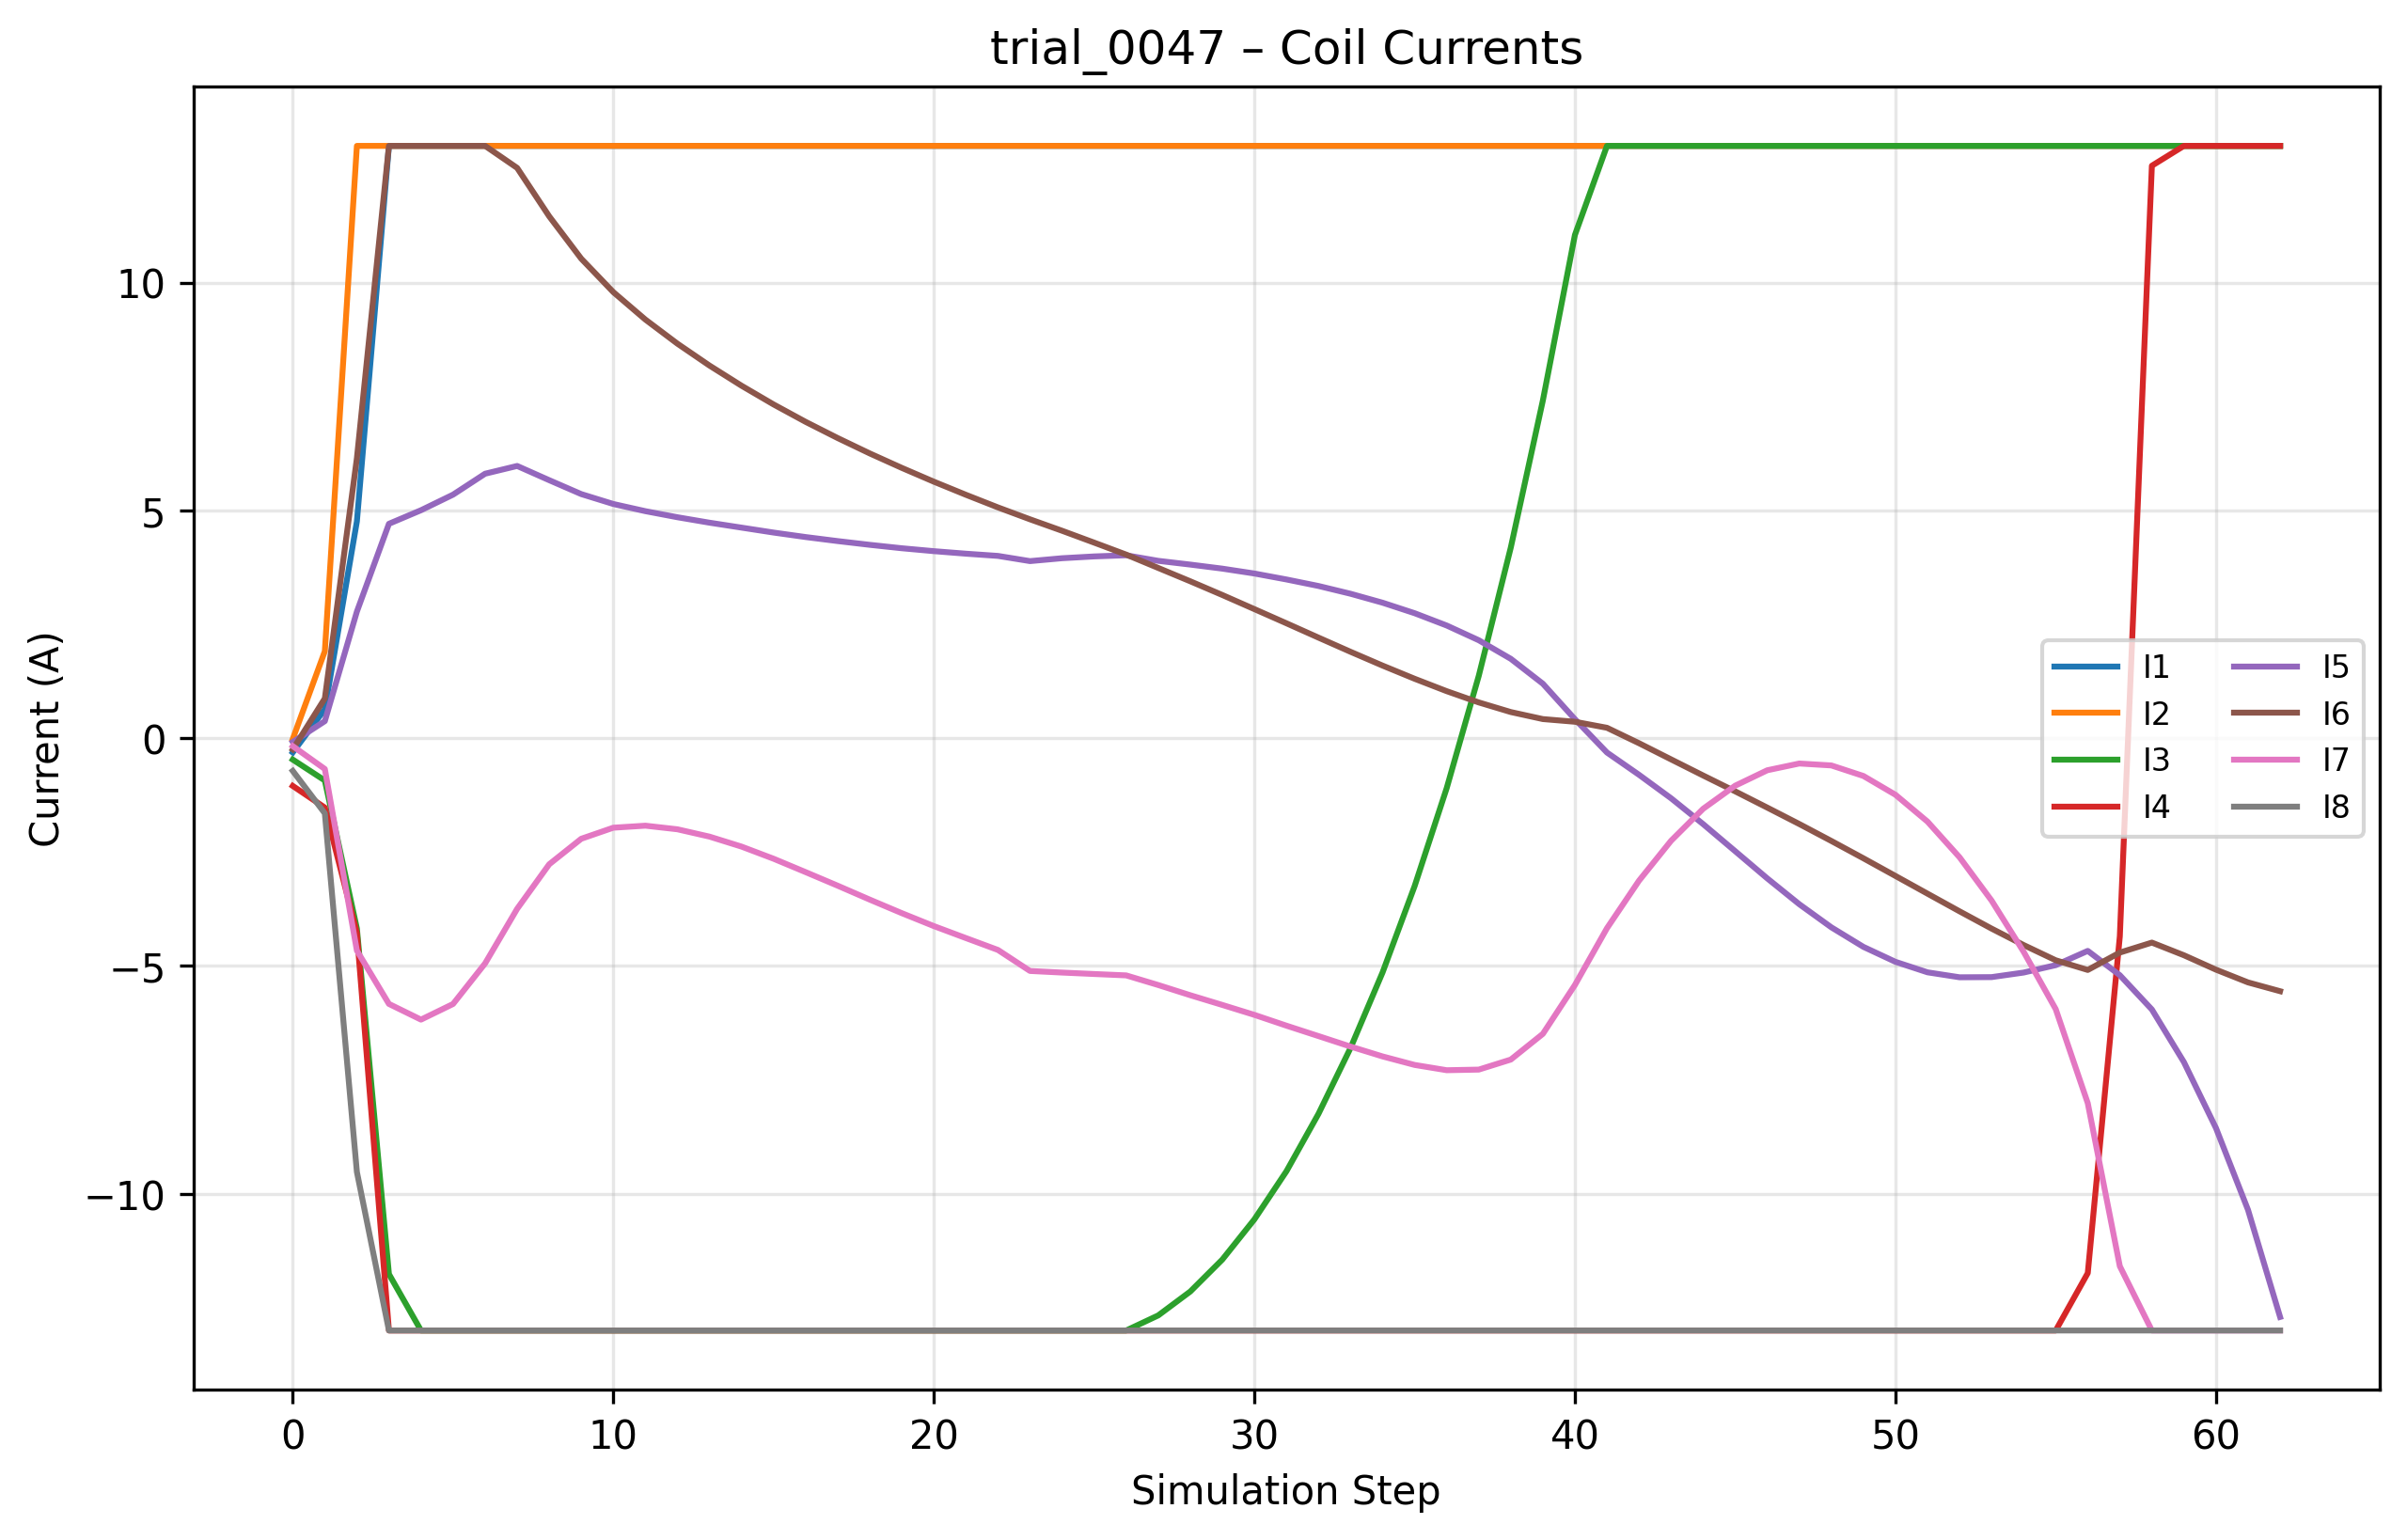 trial_0047 – Coil Currents
Current (A)
10
5
0
−5
−10
I1
I2
I3
I4
I5
I6
I7
I8
0 10 20 30 40 50 60
Simulation Step